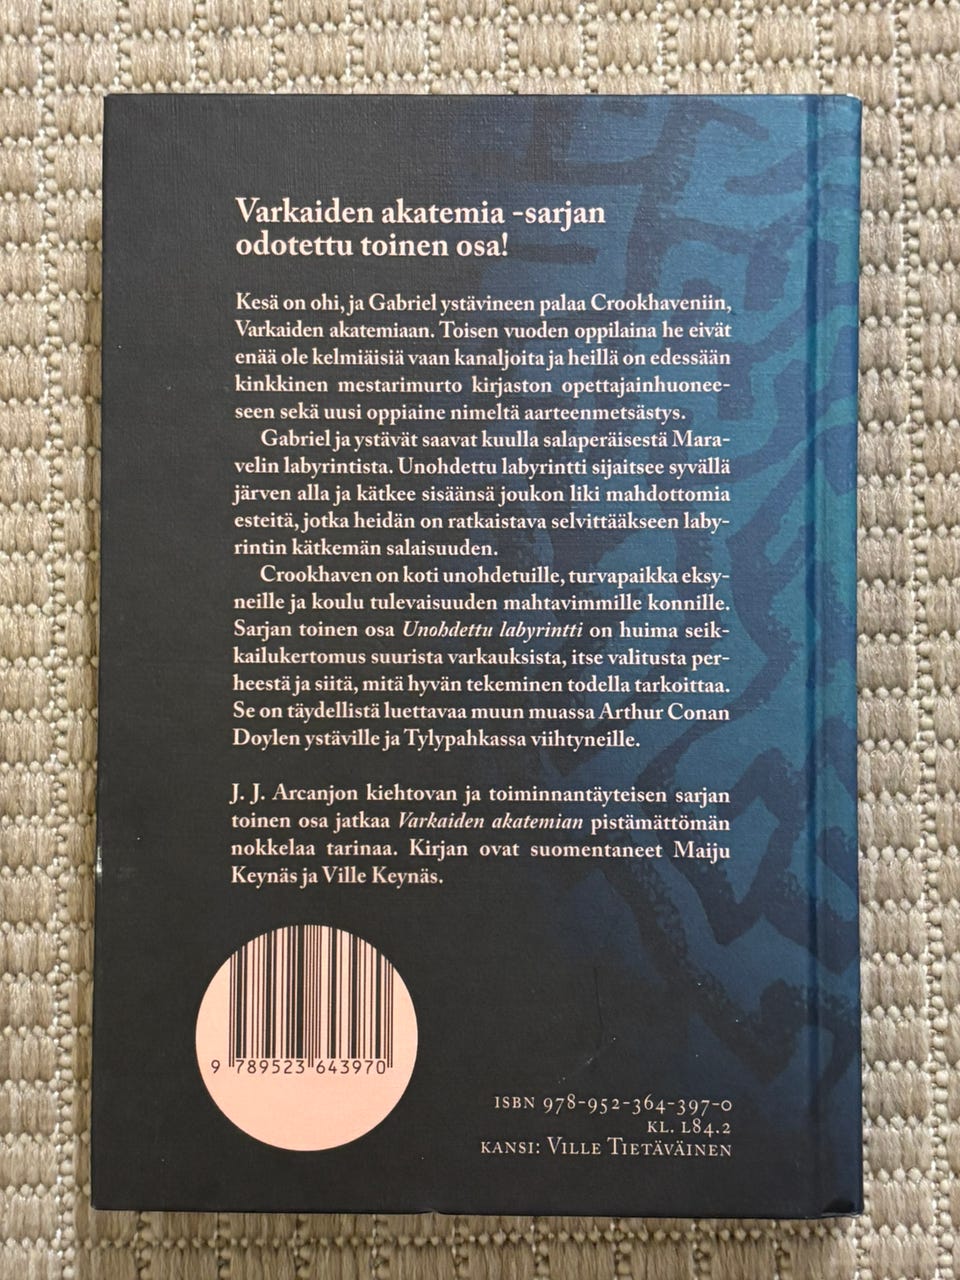 Varkaiden akatemia -sarjan
odotettu toinen osa!
Kesä on ohi, ja Gabriel ystävineen palaa Crookhaveniin,
Varkaiden akatemiaan. Toisen vuoden oppilaina he eivät
enää ole kelmiäisiä vaan kanaljoita ja heillä on edessään
kinkkinen mestarimurto kirjaston opettajainhuonee-
seen sekä uusi oppiaine nimeltä aarteenmetsästys.
Gabriel ja ystävät saavat kuulla salaperäisestä Mara-
velin labyrintista. Unohdettu labyrintti sijaitsee syvällä
järven alla ja kätkee sisäänsä joukon liki mahdottomia
esteitä, jotka heidän on ratkaistava selvittääkseen laby-
rintin kätkemän salaisuuden.
Crookhaven on koti unohdetuille, turvapaikka eksy-
neille ja koulu tulevaisuuden mahtavimmille konnille.
Sarjan toinen osa Unohdettu labyrintti on huima seik-
kailukertomus suurista varkauksista, itse valitusta per-
heestä ja siitä, mitä hyvän tekeminen todella tarkoittaa.
Se on täydellistä luettavaa muun muassa Arthur Conan
Doylen ystäville ja Tylypahkassa viihtyneille.
J. J. Arcanjon kiehtovan ja toiminnantäyteisen sarjan
toinen osa jatkaa Varkaiden akatemian pistämättömän
nokkelaa tarinaa. Kirjan ovat suomentaneet Maiju
Keynäs ja Ville Keynäs.
9 789523 643970
ISBN 978-952-364-397-0
KL. L84.2
KANSI: VILLE TIETÄVÄINEN